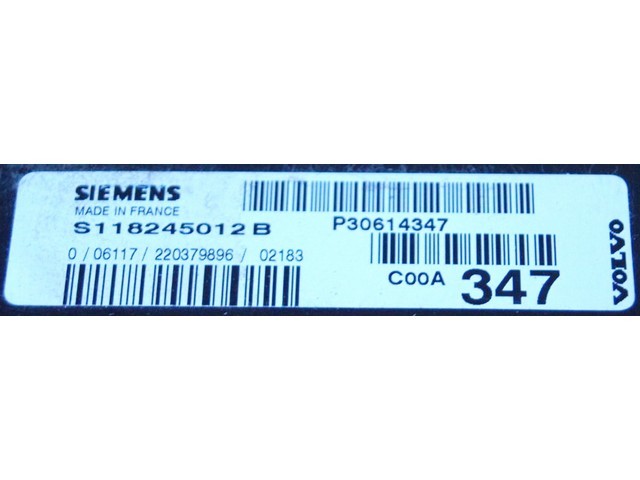 SIEMENS
MADE IN FRANCE
S118245012 B
0 / 06117 / 220379896 / 02183
P30614347
C00A 347
VOLVO